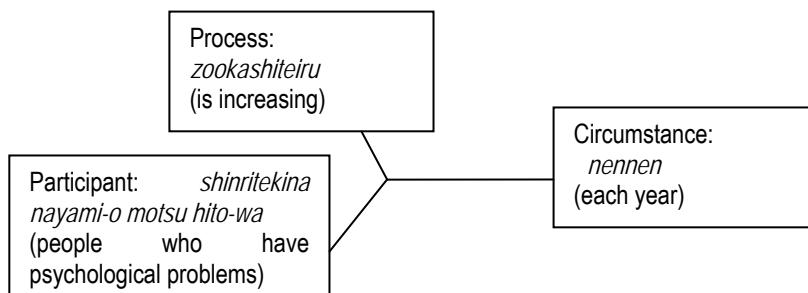 Process:
zookashiteiru
(is increasing)
Participant: shinritekina
nayami-o motsu hito-wa
(people who have
psychological problems)
Circumstance:
nennen
(each year)